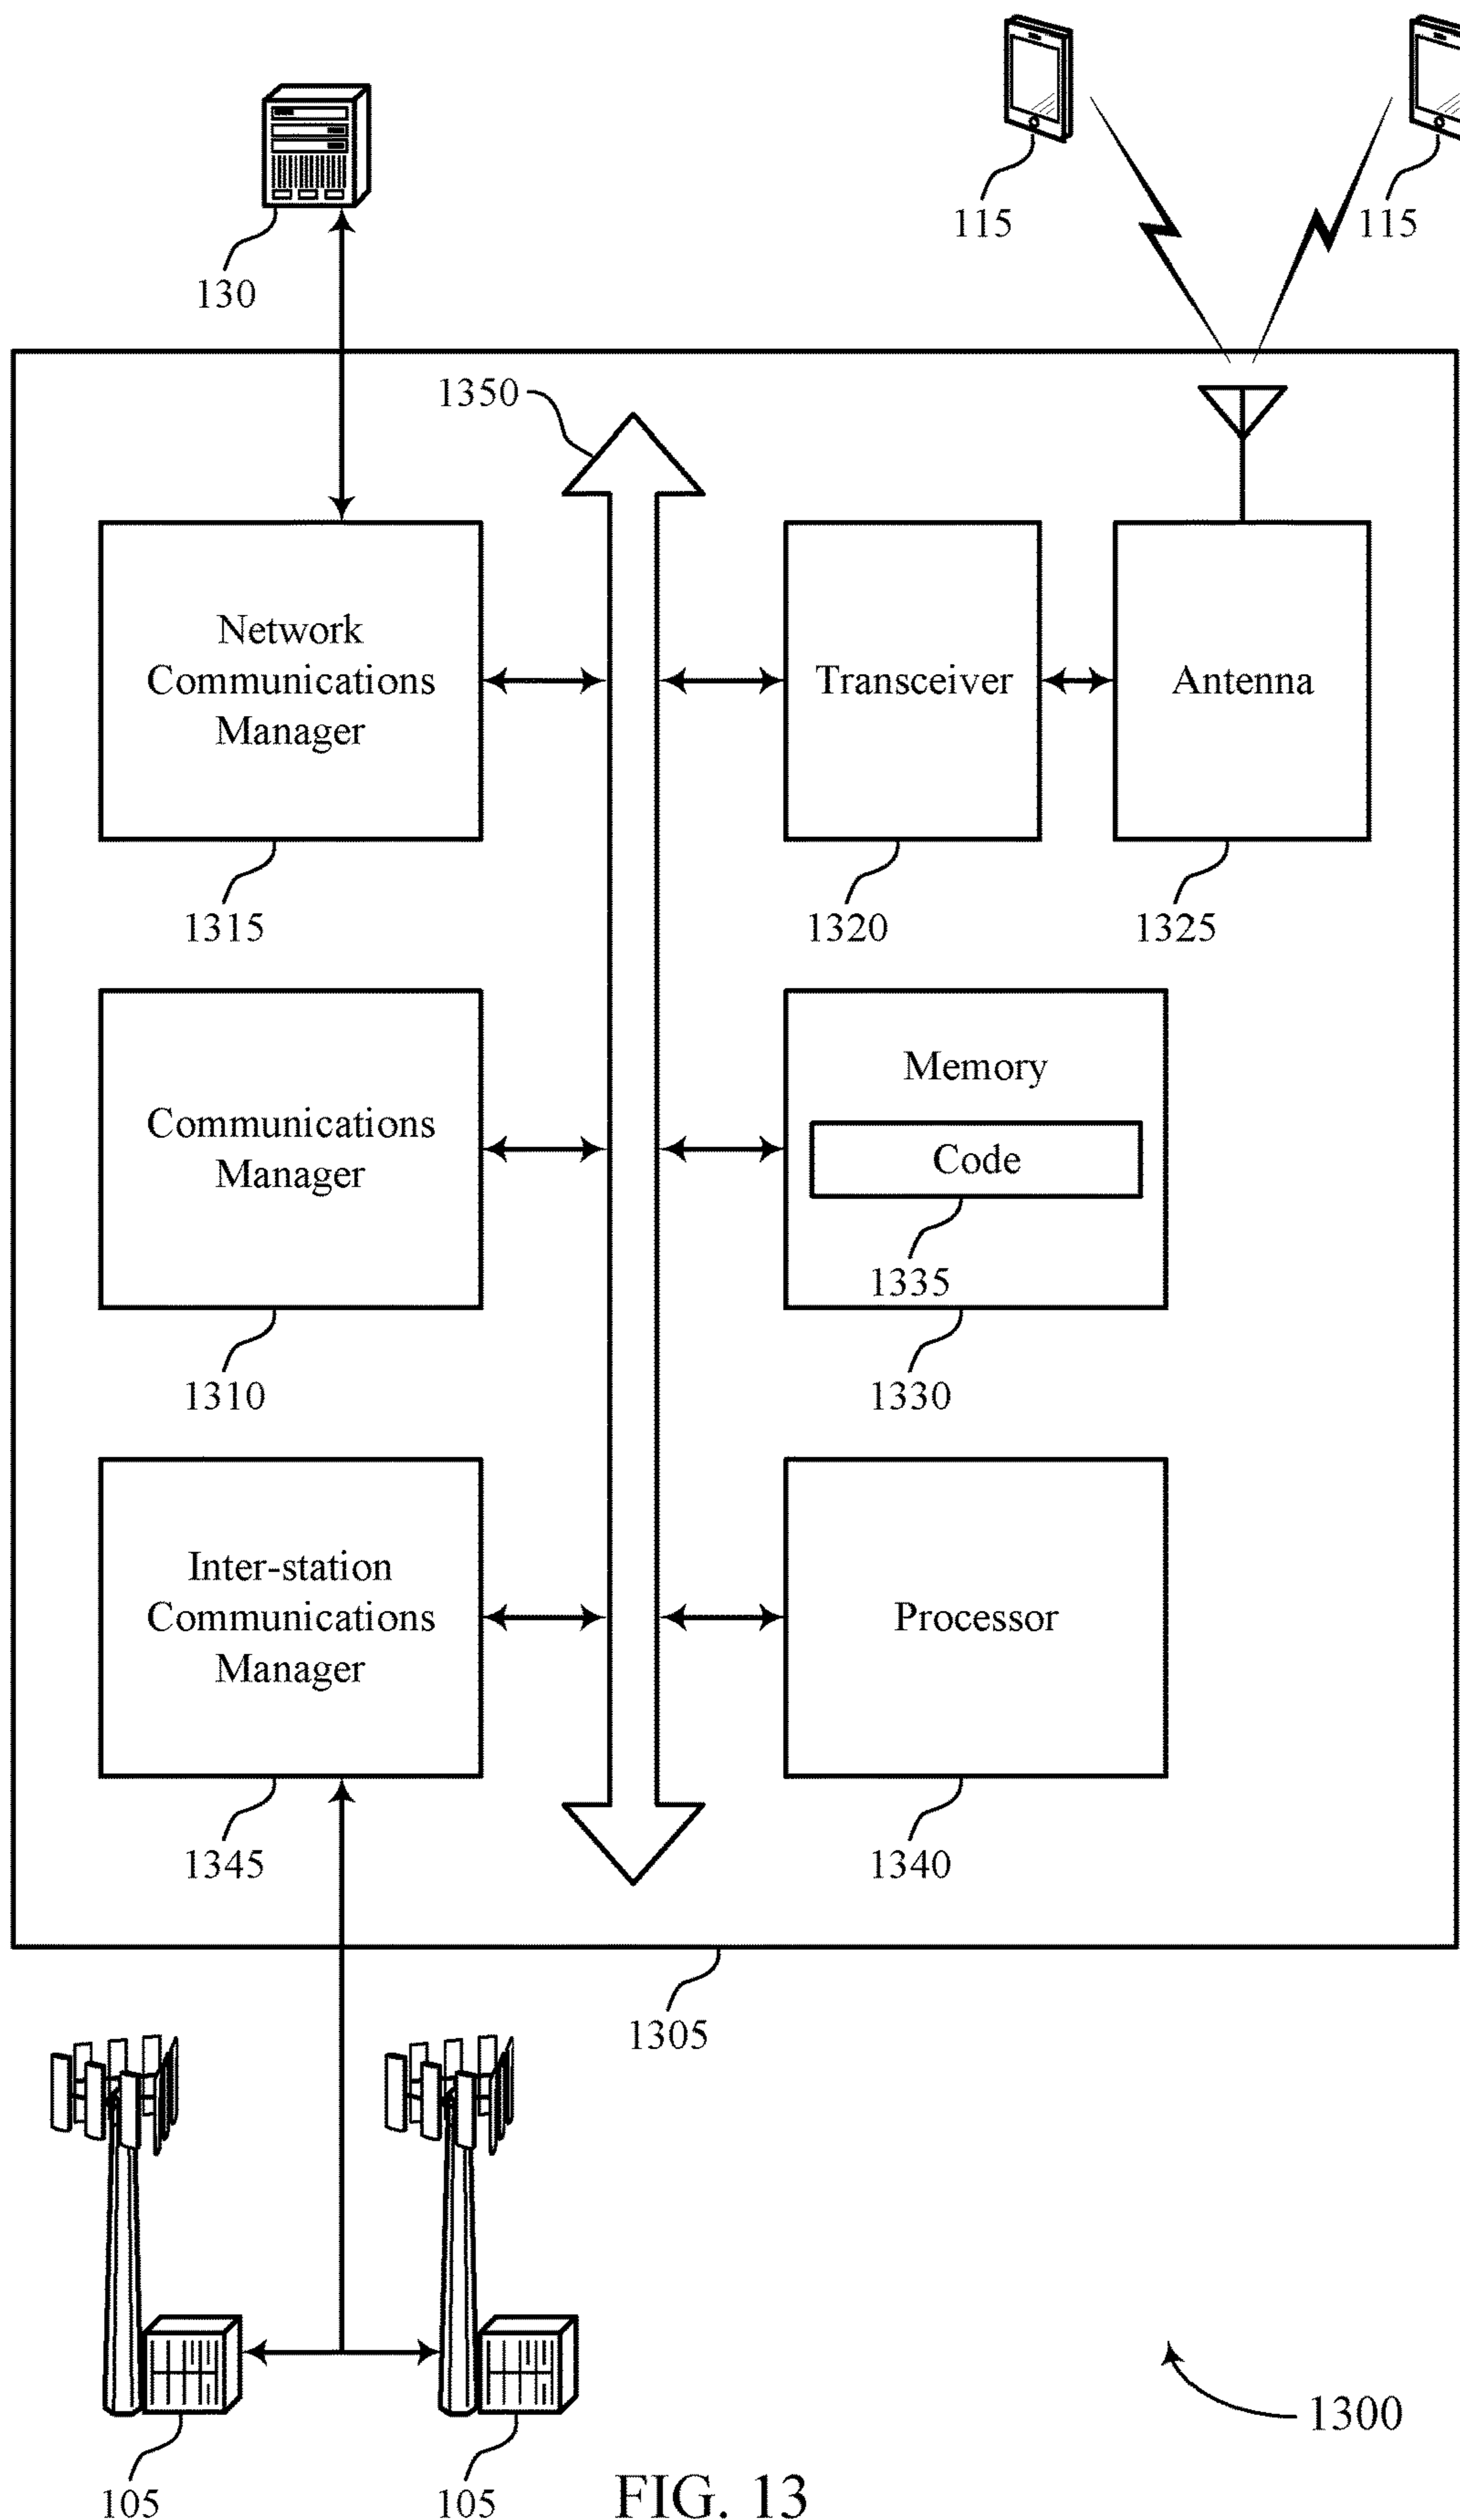 115
115
130
1350
Network
Communications
Manager
Transceiver
Antenna
1315
1320
1325
Communications
Manager
Memory
Code
1335
1310
1330
Inter-station
Communications
Manager
Processor
1345
1340
1305
1300
105
105
FIG. 13